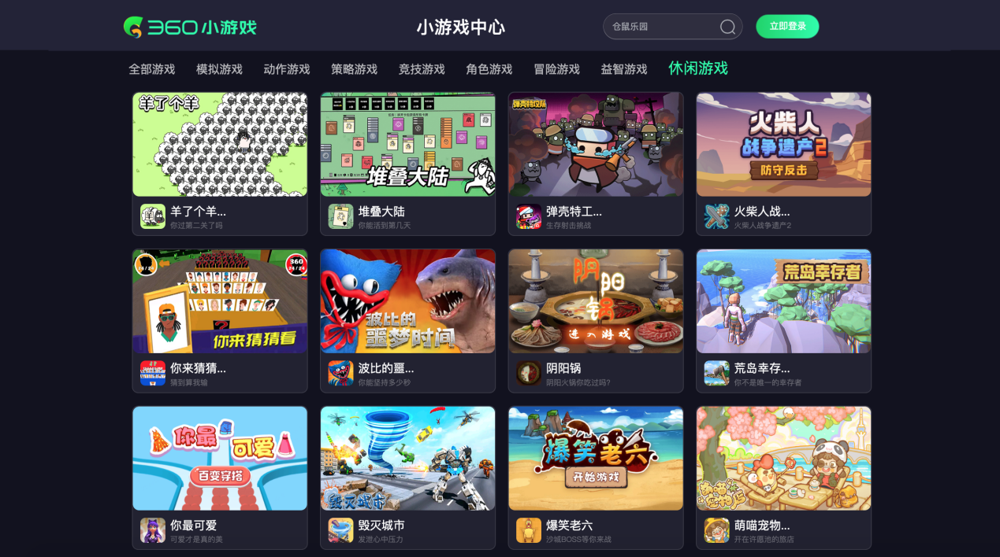 360小游戏
小游戏中心
仓鼠乐园
立即登录
全部游戏 模拟游戏 动作游戏 策略游戏 竞技游戏 角色游戏 冒险游戏 益智游戏 休闲游戏
羊了个羊
堆叠大陆
弹壳特攻队
火柴人
战争遗产2
防守反击
羊了个羊...
你过第二关了吗
堆叠大陆
你能活到第几天
弹壳特工...
生存射击挑战
火柴人战...
火柴人战争遗产2
24/24
360
24/24
你来猜猜看
波比的
噩梦时间
阴阳锅
进入游戏
荒岛幸存者
你来猜猜...
猜到算我输
波比的噩...
你能坚持多少秒
阴阳锅
阴阳火锅你吃过吗?
荒岛幸存...
你不是唯一的幸存者
你最可爱
百变穿搭
毁灭城市
爆笑老六
开始游戏
萌喵宠物店
你最可爱
可爱才是真的美
毁灭城市
发泄心中压力
爆笑老六
沙城BOSS等你来战
萌喵宠物...
开在许愿池的旅店